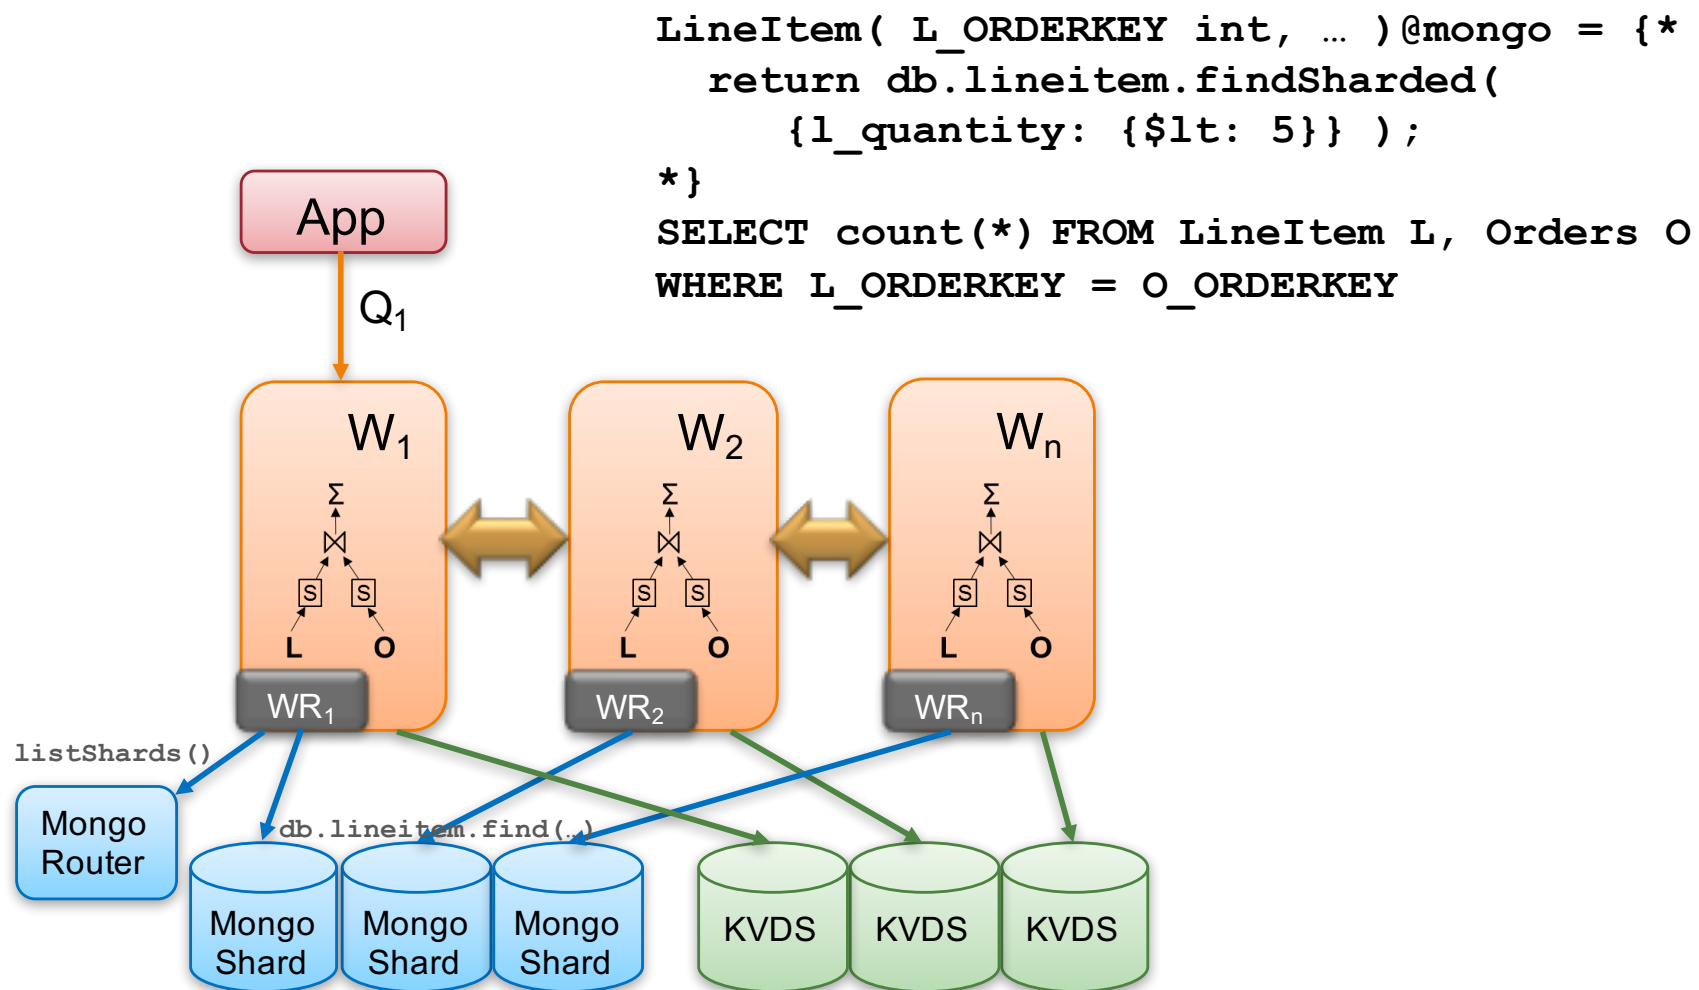 LineItem( L_ORDERKEY int, … )@mongo = {*
return db.lineitem.findSharded(
{l_quantity: {$lt: 5}} );
*}
SELECT count(*) FROM LineItem L, Orders O
WHERE L_ORDERKEY = O_ORDERKEY
App
Q1
W1
W2
Wn
Σ
Σ
Σ
⋈
⋈
⋈
S S
S S
S S
L O
L O
L O
WR1
WR2
WRn
listShards()
Mongo
Router
db.lineitem.find(…)
Mongo
Shard
Mongo
Shard
Mongo
Shard
KVDS
KVDS
KVDS